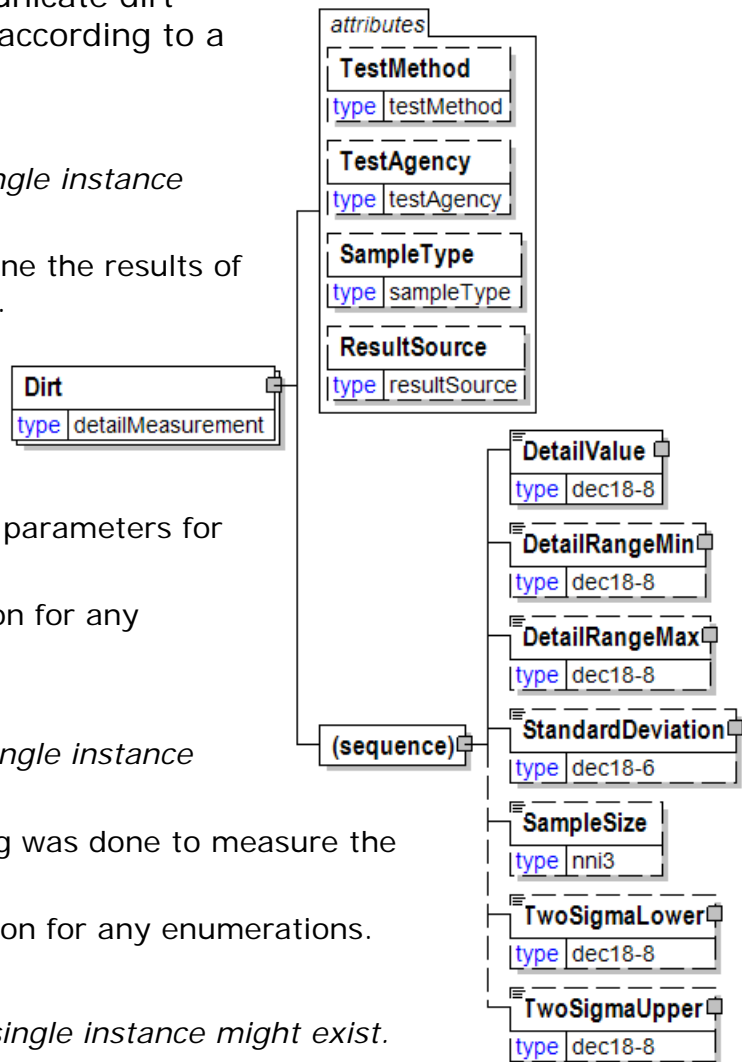 unicate dirt
according to a
ngle instance
ne the results of
.
parameters for
on for any
ngle instance
g was done to measure the
on for any enumerations.
single instance might exist.
Dirt
type detailMeasurement
attributes
TestMethod
type testMethod
TestAgency
type testAgency
SampleType
type sampleType
ResultSource
type resultSource
(sequence)
DetailValue
type dec18-8
DetailRangeMin
type dec18-8
DetailRangeMax
type dec18-8
StandardDeviation
type dec18-6
SampleSize
type nni3
TwoSigmaLower
type dec18-8
TwoSigmaUpper
type dec18-8